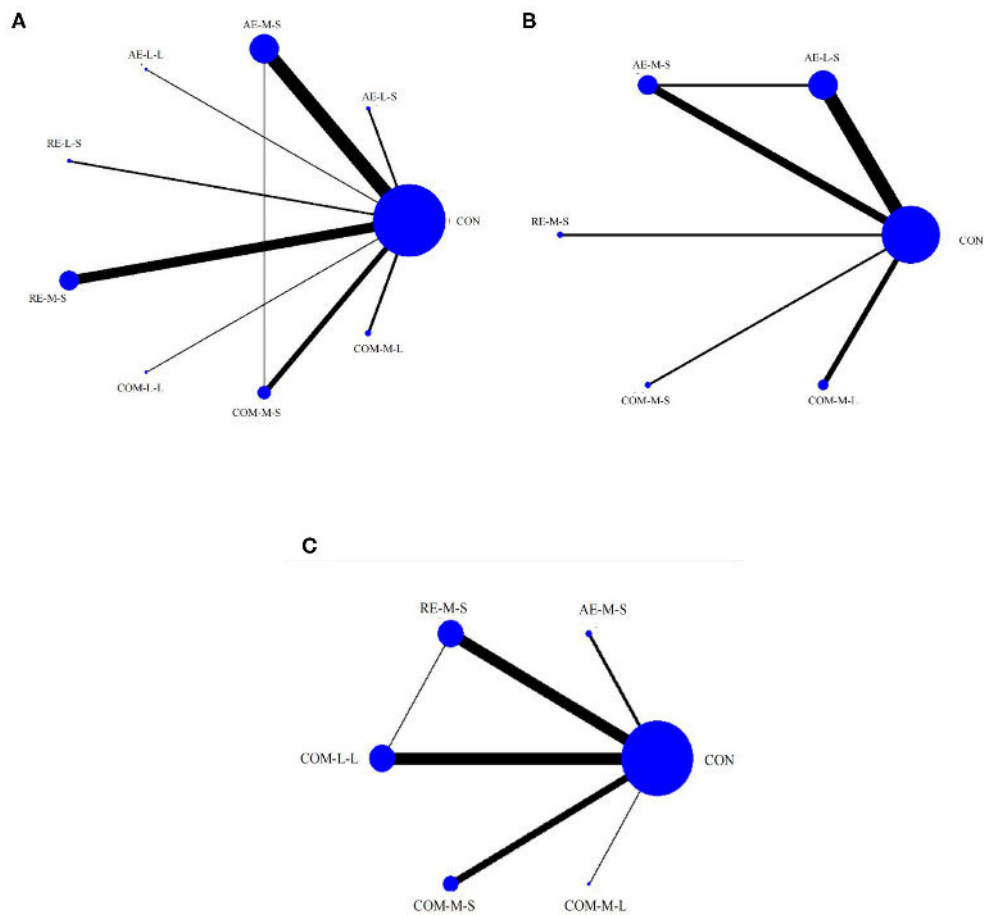 A
AE-M-S
AE-L-L
AE-L-S
RE-L-S
CON
RE-M-S
COM-M-L
COM-L-L
COM-M-S
B
AE-M-S
AE-L-S
RE-M-S
CON
COM-M-S
COM-M-L
C
RE-M-S
AE-M-S
COM-L-L
CON
COM-M-S
COM-M-L